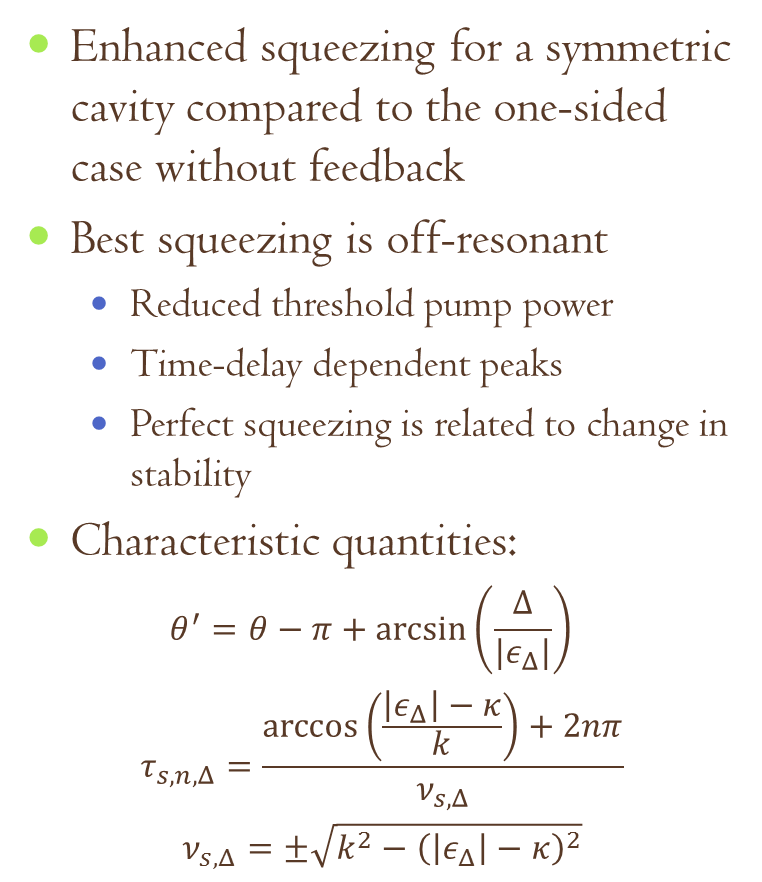 • Enhanced squeezing for a symmetric
cavity compared to the one-sided
case without feedback
• Best squeezing is off-resonant
• Reduced threshold pump power
• Time-delay dependent peaks
• Perfect squeezing is related to change in
stability
• Characteristic quantities:
θ′ = θ − π + arcsin(Δ/|ϵ_Δ|)
τ_{s,n,Δ} = (arccos((|ϵ_Δ| − κ)/k) + 2nπ)/ν_{s,Δ}
ν_{s,Δ} = ±√(k² − (|ϵ_Δ| − κ)²)